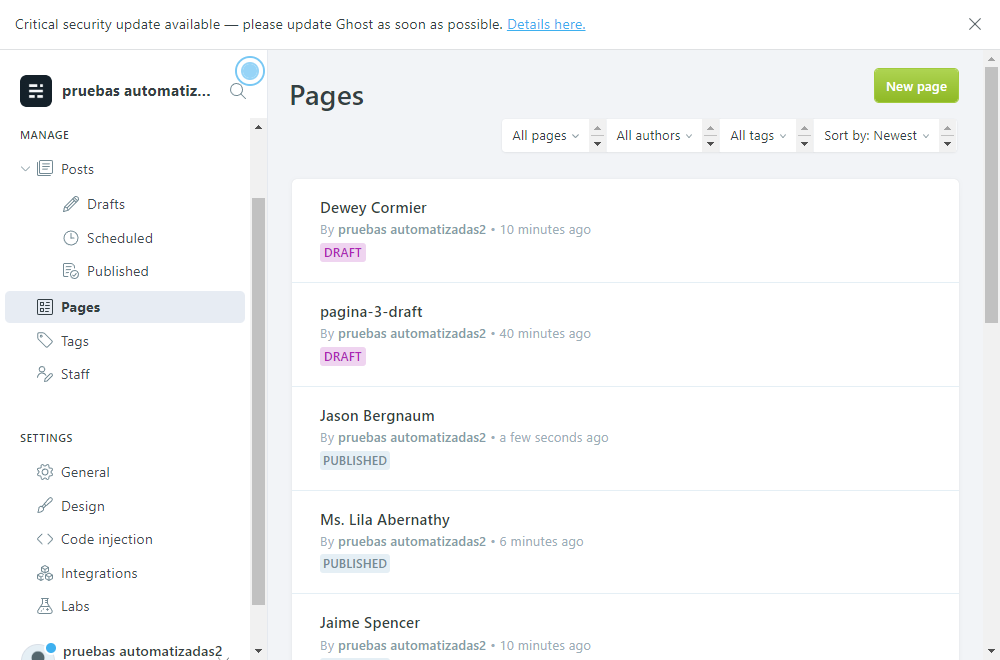 Critical security update available — please update Ghost as soon as possible. Details here.
pruebas automatiz...
MANAGE
Posts
Drafts
Scheduled
Published
Pages
Tags
Staff
SETTINGS
General
Design
Code injection
Integrations
Labs
pruebas automatizadas2
Pages
New page
All pages
All authors
All tags
Sort by: Newest
Dewey Cormier
By pruebas automatizadas2 • 10 minutes ago
DRAFT
pagina-3-draft
By pruebas automatizadas2 • 40 minutes ago
DRAFT
Jason Bergnaum
By pruebas automatizadas2 • a few seconds ago
PUBLISHED
Ms. Lila Abernathy
By pruebas automatizadas2 • 6 minutes ago
PUBLISHED
Jaime Spencer
By pruebas automatizadas2 • 10 minutes ago